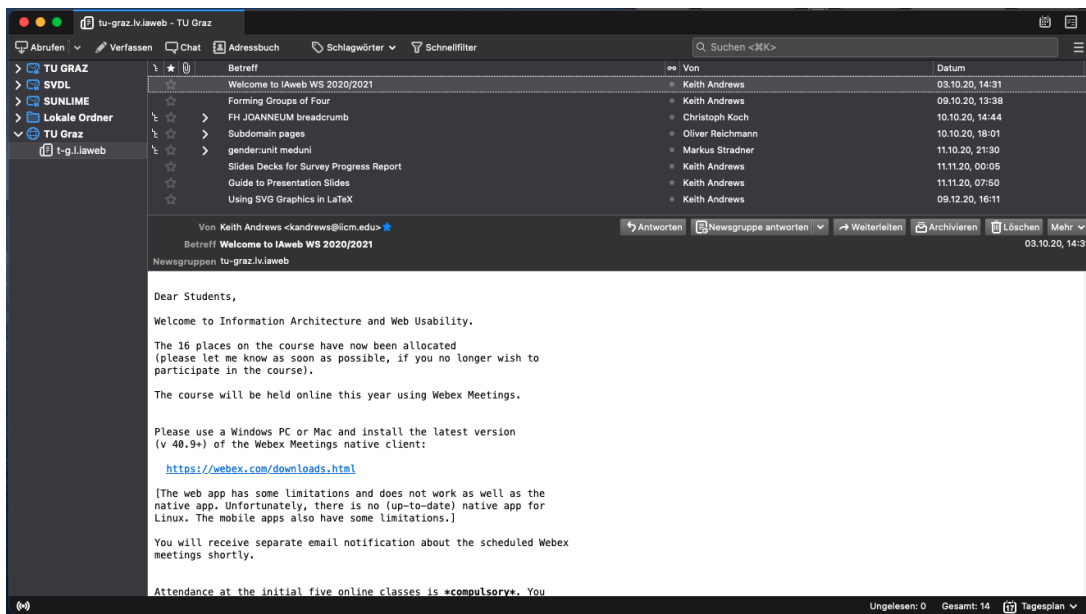 tu-graz.lv.iaweb - TU Graz
Abrufen Verfassen Chat Adressbuch Schlagwörter Schnellfilter Suchen <⌘K>
TU GRAZ
SVDL
SUNLIME
Lokale Ordner
TU Graz
t-g.l.iaweb
Betreff Von Datum
Welcome to IAweb WS 2020/2021 Keith Andrews 03.10.20, 14:31
Forming Groups of Four Keith Andrews 09.10.20, 13:38
FH JOANNEUM breadcrumb Christoph Koch 10.10.20, 14:44
Subdomain pages Oliver Reichmann 10.10.20, 18:01
gender:unit meduni Markus Stradner 11.10.20, 21:30
Slides Decks for Survey Progress Report Keith Andrews 11.11.20, 00:05
Guide to Presentation Slides Keith Andrews 11.11.20, 07:50
Using SVG Graphics in LaTeX Keith Andrews 09.12.20, 16:11
Von Keith Andrews <kandrews@iicm.edu> Antworten Newsgruppe antworten Weiterleiten Archivieren Löschen Mehr
Betreff Welcome to IAweb WS 2020/2021 03.10.20, 14:3
Newsgruppen tu-graz.lv.iaweb
Dear Students,
Welcome to Information Architecture and Web Usability.
The 16 places on the course have now been allocated
(please let me know as soon as possible, if you no longer wish to
participate in the course).
The course will be held online this year using Webex Meetings.
Please use a Windows PC or Mac and install the latest version
(v 40.9+) of the Webex Meetings native client:
https://webex.com/downloads.html
[The web app has some limitations and does not work as well as the
native app. Unfortunately, there is no (up-to-date) native app for
Linux. The mobile apps also have some limitations.]
You will receive separate email notification about the scheduled Webex
meetings shortly.
Attendance at the initial five online classes is *compulsory*. You
Ungelesen: 0 Gesamt: 14 17 Tagesplan